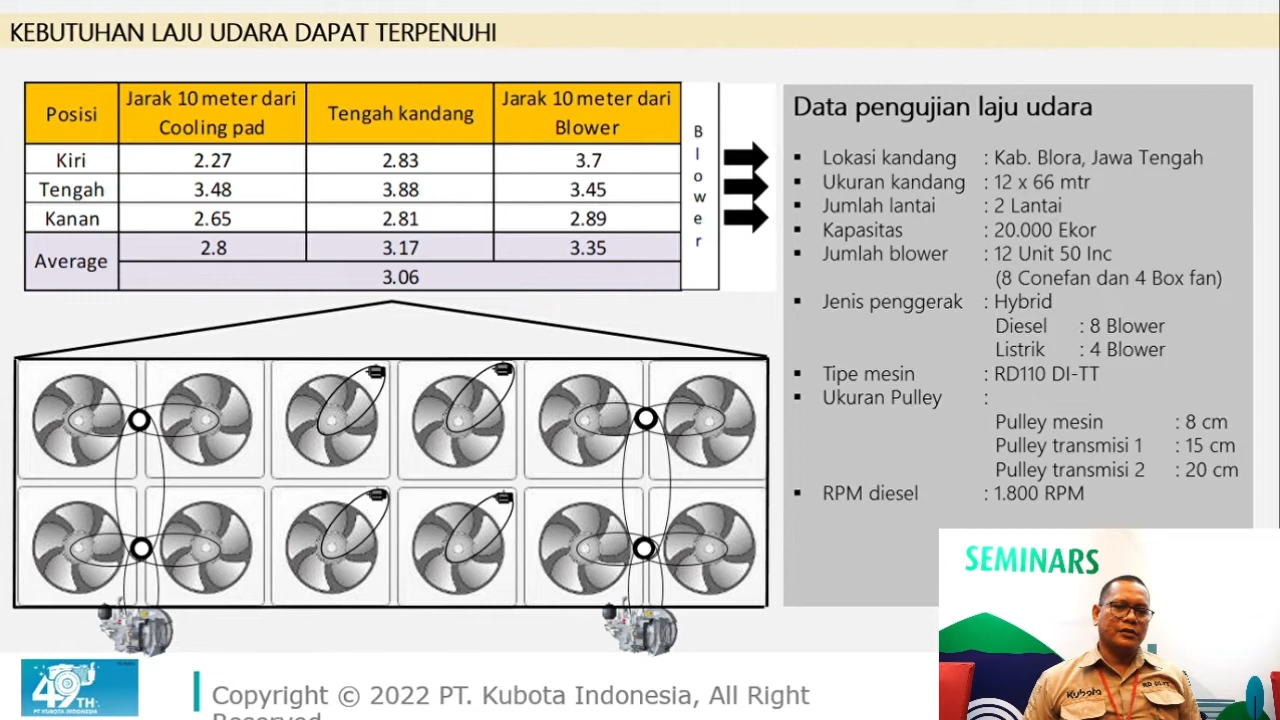 KEBUTUHAN LAJU UDARA DAPAT TERPENUHI
Posisi
Jarak 10 meter dari
Cooling pad
Tengah kandang
Jarak 10 meter dari
Blower
Kiri 2.27 2.83 3.7
Tengah 3.48 3.88 3.45
Kanan 2.65 2.81 2.89
Average 2.8 3.17 3.35
3.06
Blower
Data pengujian laju udara
▪ Lokasi kandang : Kab. Blora, Jawa Tengah
▪ Ukuran kandang : 12 x 66 mtr
▪ Jumlah lantai : 2 Lantai
▪ Kapasitas : 20.000 Ekor
▪ Jumlah blower : 12 Unit 50 Inc
(8 Conefan dan 4 Box fan)
▪ Jenis penggerak : Hybrid
Diesel : 8 Blower
Listrik : 4 Blower
▪ Tipe mesin : RD110 DI-TT
▪ Ukuran Pulley :
Pulley mesin : 8 cm
Pulley transmisi 1 : 15 cm
Pulley transmisi 2 : 20 cm
▪ RPM diesel : 1.800 RPM
SEMINARS
Kubota
49TH
PT KUBOTA INDONESIA
Copyright © 2022 PT. Kubota Indonesia, All Right
Reserved